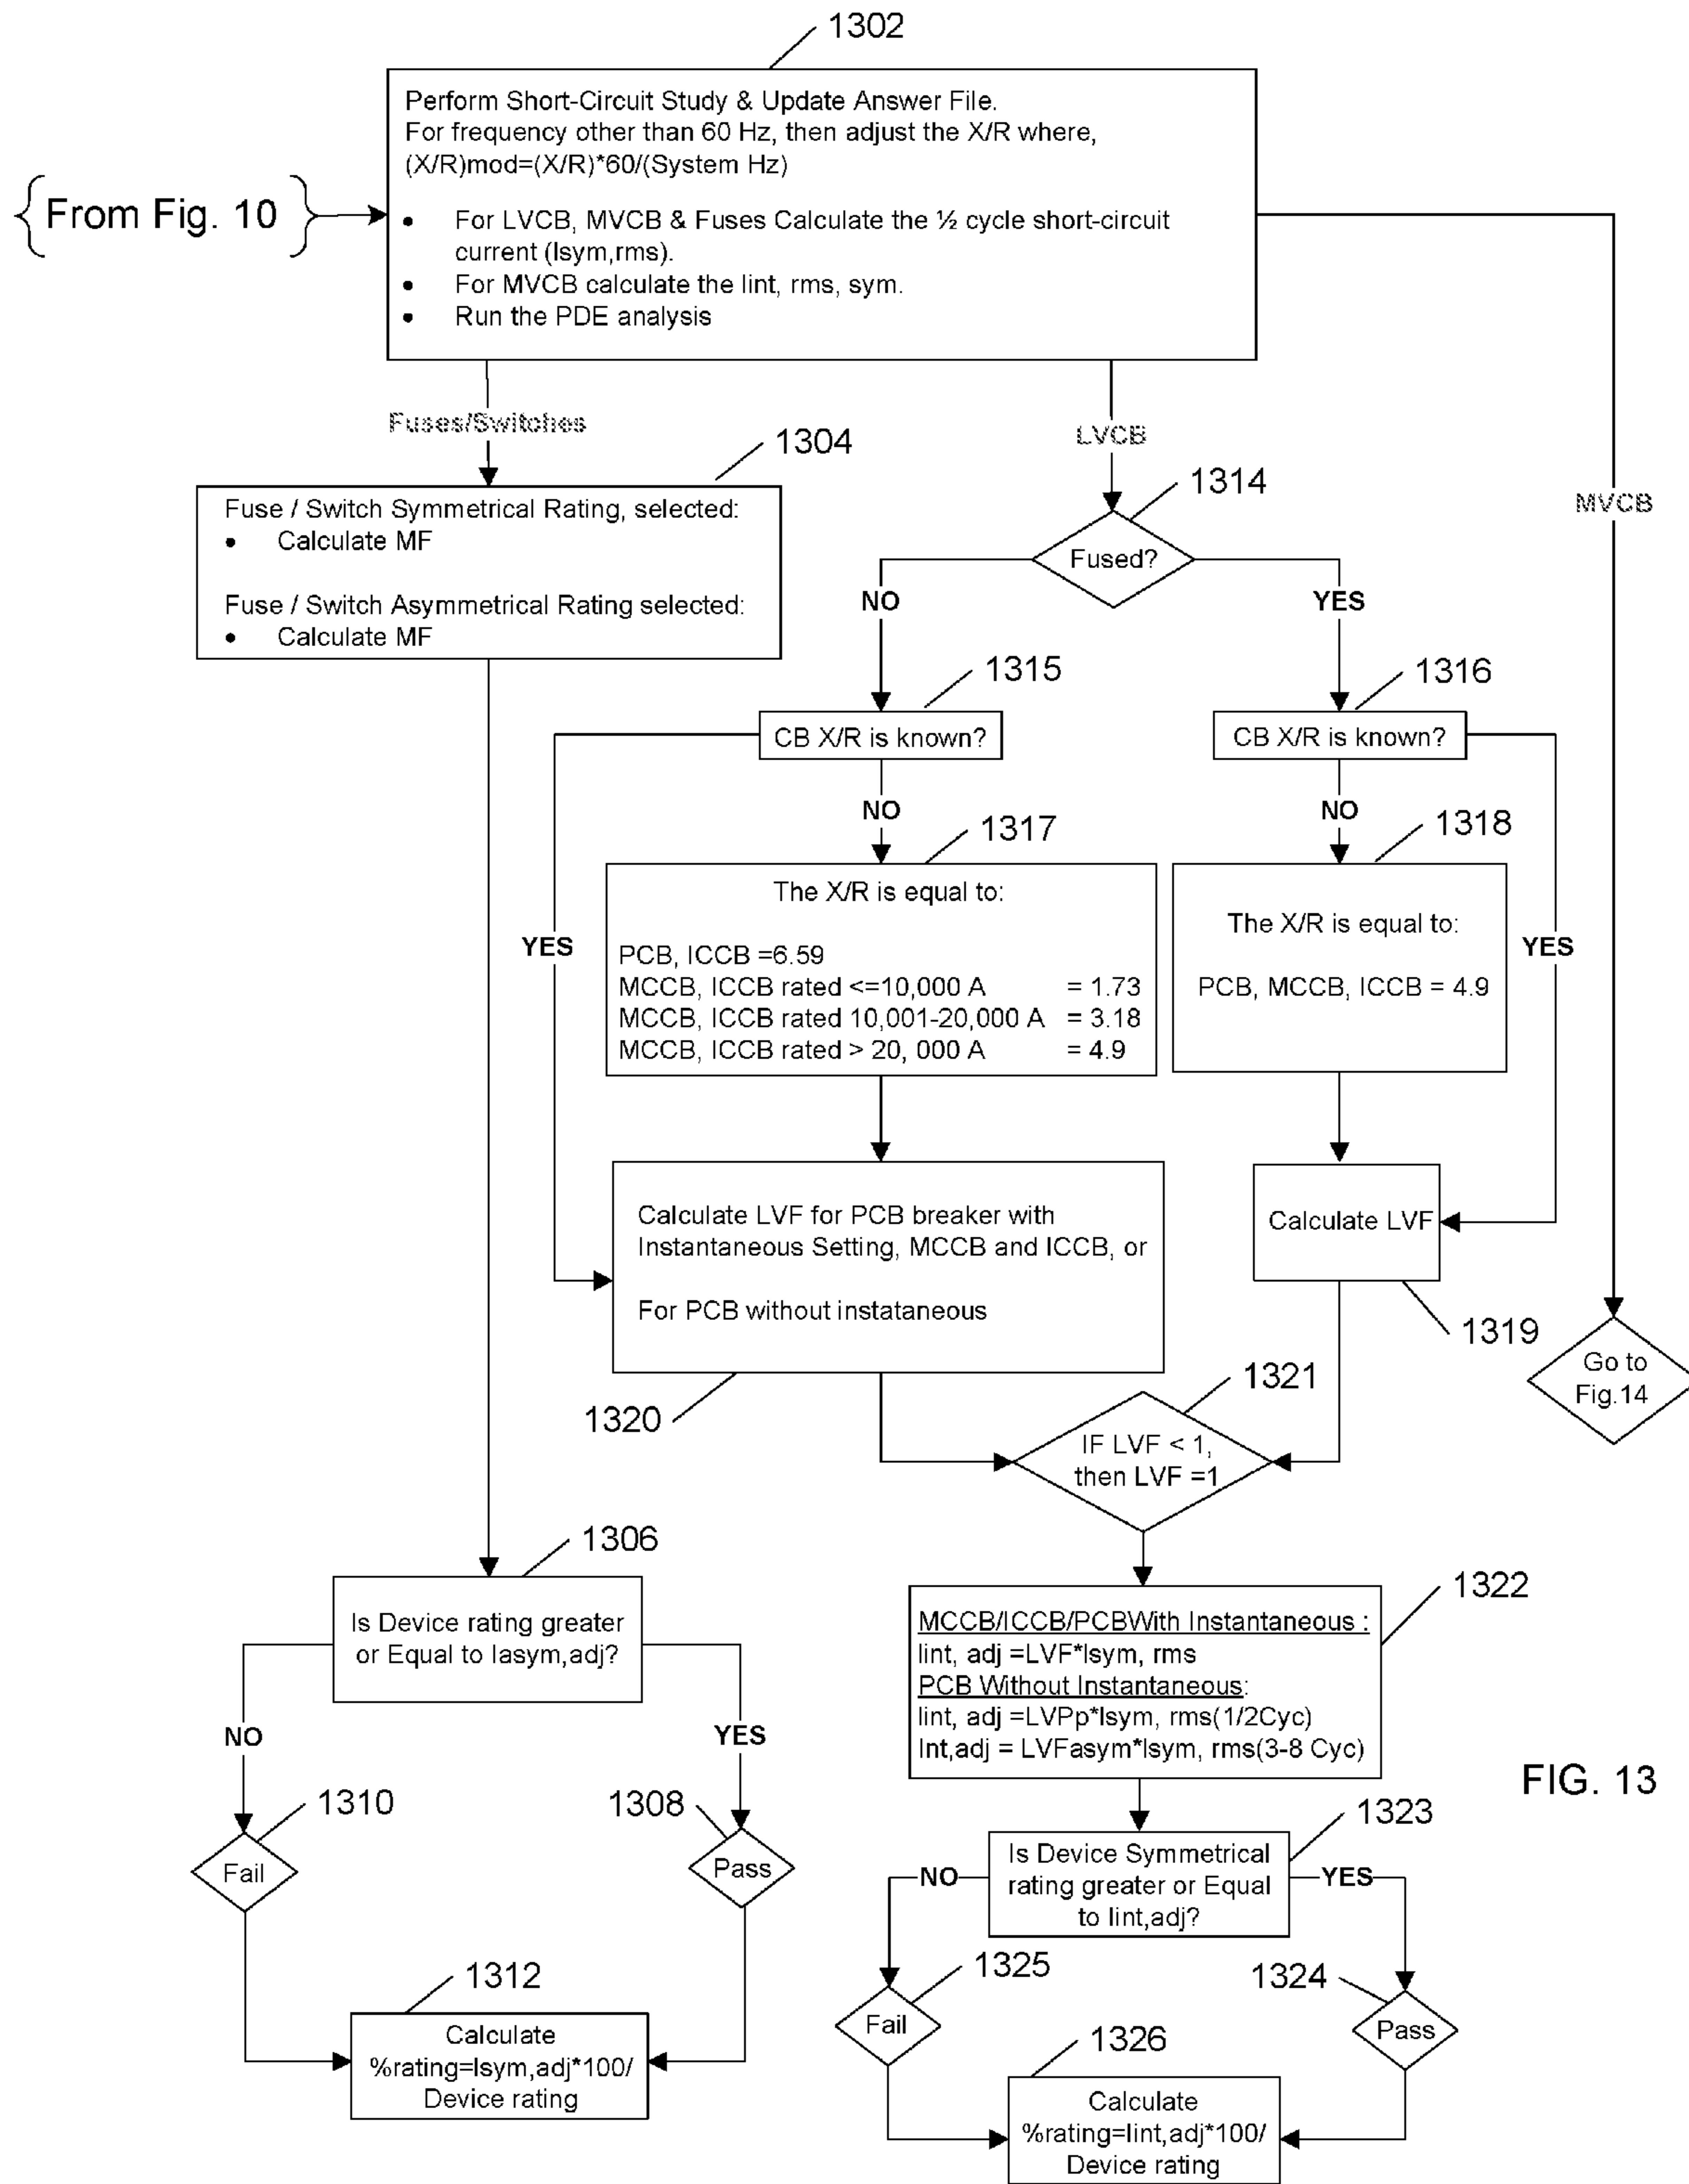 1302
Perform Short-Circuit Study & Update Answer File.
For frequency other than 60 Hz, then adjust the X/R where,
(X/R)mod=(X/R)*60/(System Hz)
• For LVCB, MVCB & Fuses Calculate the ½ cycle short-circuit
current (Isym,rms).
• For MVCB calculate the Iint, rms, sym.
• Run the PDE analysis
{From Fig. 10}
Fuses/Switches
LVCB
MVCB
1304
Fuse / Switch Symmetrical Rating, selected:
• Calculate MF
Fuse / Switch Asymmetrical Rating selected:
• Calculate MF
1314
Fused?
NO
YES
1315
CB X/R is known?
1316
CB X/R is known?
NO
NO
YES
YES
1317
The X/R is equal to:
PCB, ICCB =6.59
MCCB, ICCB rated <=10,000 A = 1.73
MCCB, ICCB rated 10,001-20,000 A = 3.18
MCCB, ICCB rated > 20, 000 A = 4.9
1318
The X/R is equal to:
PCB, MCCB, ICCB = 4.9
Calculate LVF for PCB breaker with
Instantaneous Setting, MCCB and ICCB, or
For PCB without instataneous
1320
Calculate LVF
1319
Go to
Fig.14
1321
IF LVF < 1,
then LVF =1
1306
Is Device rating greater
or Equal to Iasym,adj?
NO
YES
1310
Fail
1308
Pass
1312
Calculate
%rating=Isym,adj*100/
Device rating
1322
MCCB/ICCB/PCBWith Instantaneous :
Iint, adj =LVF*Isym, rms
PCB Without Instantaneous:
Iint, adj =LVPp*Isym, rms(1/2Cyc)
Int,adj = LVFasym*Isym, rms(3-8 Cyc)
1323
Is Device Symmetrical
rating greater or Equal
to Iint,adj?
NO
YES
1325
Fail
1324
Pass
1326
Calculate
%rating=Iint,adj*100/
Device rating
FIG. 13